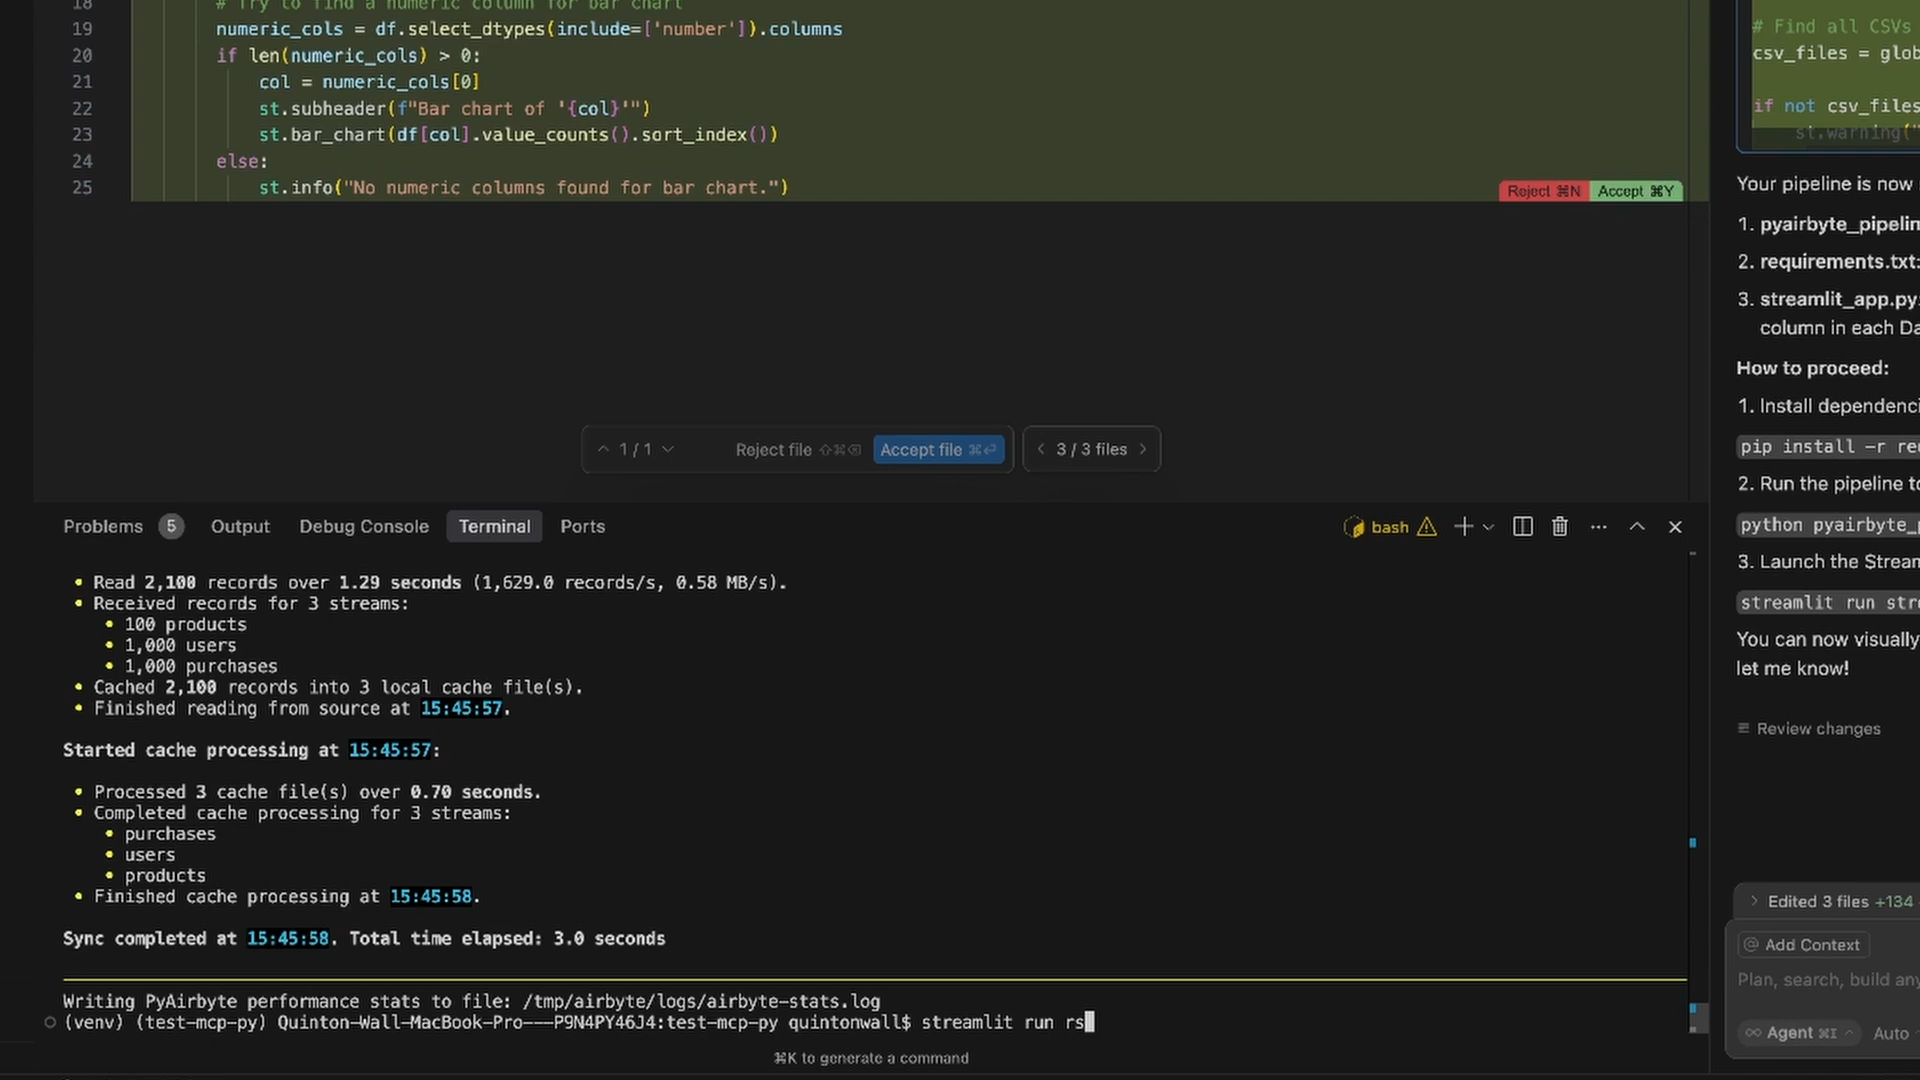 18 # Try to find a numeric column for bar chart
19 numeric_cols = df.select_dtypes(include=['number']).columns
20 if len(numeric_cols) > 0:
21 col = numeric_cols[0]
22 st.subheader(f"Bar chart of '{col}'")
23 st.bar_chart(df[col].value_counts().sort_index())
24 else:
25 st.info("No numeric columns found for bar chart.")
Reject ⌘N Accept ⌘Y
1 / 1 Reject file ⇧⌘⌫ Accept file ⌘⏎ 3 / 3 files
Problems 5 Output Debug Console Terminal Ports
bash
• Read 2,100 records over 1.29 seconds (1,629.0 records/s, 0.58 MB/s).
• Received records for 3 streams:
• 100 products
• 1,000 users
• 1,000 purchases
• Cached 2,100 records into 3 local cache file(s).
• Finished reading from source at 15:45:57.
Started cache processing at 15:45:57:
• Processed 3 cache file(s) over 0.70 seconds.
• Completed cache processing for 3 streams:
• purchases
• users
• products
• Finished cache processing at 15:45:58.
Sync completed at 15:45:58. Total time elapsed: 3.0 seconds
Writing PyAirbyte performance stats to file: /tmp/airbyte/logs/airbyte-stats.log
(venv) (test-mcp-py) Quinton-Wall-MacBook-Pro---P9N4PY46J4:test-mcp-py quintonwall$ streamlit run rs
⌘K to generate a command
# Find all CSVs
csv_files = glob
if not csv_files
st.warning("
Your pipeline is now
1. pyairbyte_pipelin
2. requirements.txt:
3. streamlit_app.py:
column in each Da
How to proceed:
1. Install dependenci
pip install -r req
2. Run the pipeline to
python pyairbyte_p
3. Launch the Stream
streamlit run stre
You can now visually
let me know!
Review changes
Edited 3 files +134
@ Add Context
Plan, search, build any
∞ Agent ⌘I Auto